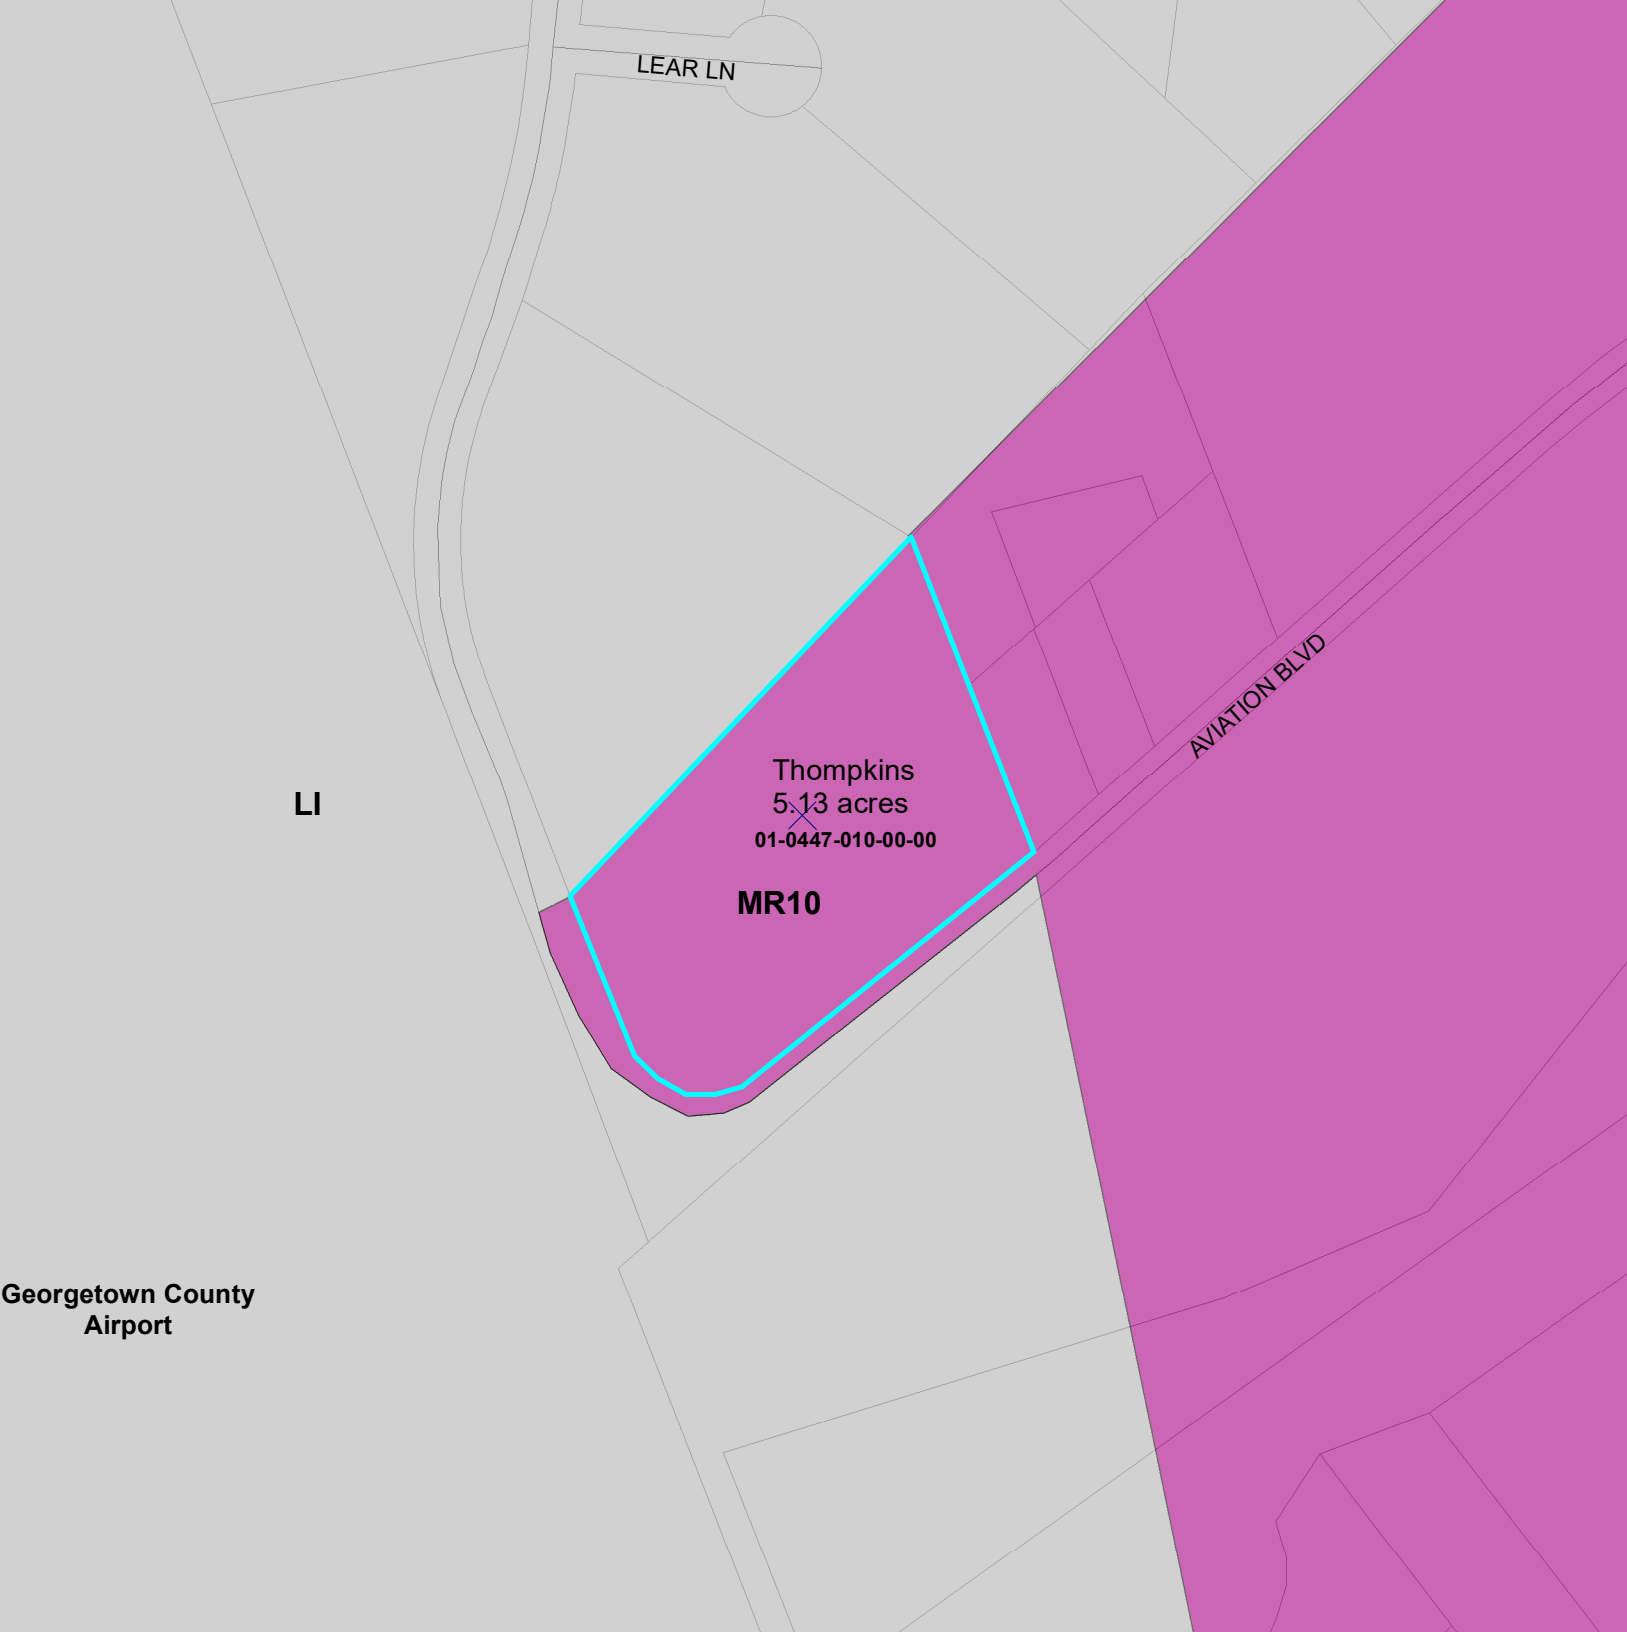 LEAR LN
AVIATION BLVD
Thompkins
5.13 acres
01-0447-010-00-00
LI
MR10
Georgetown County
Airport